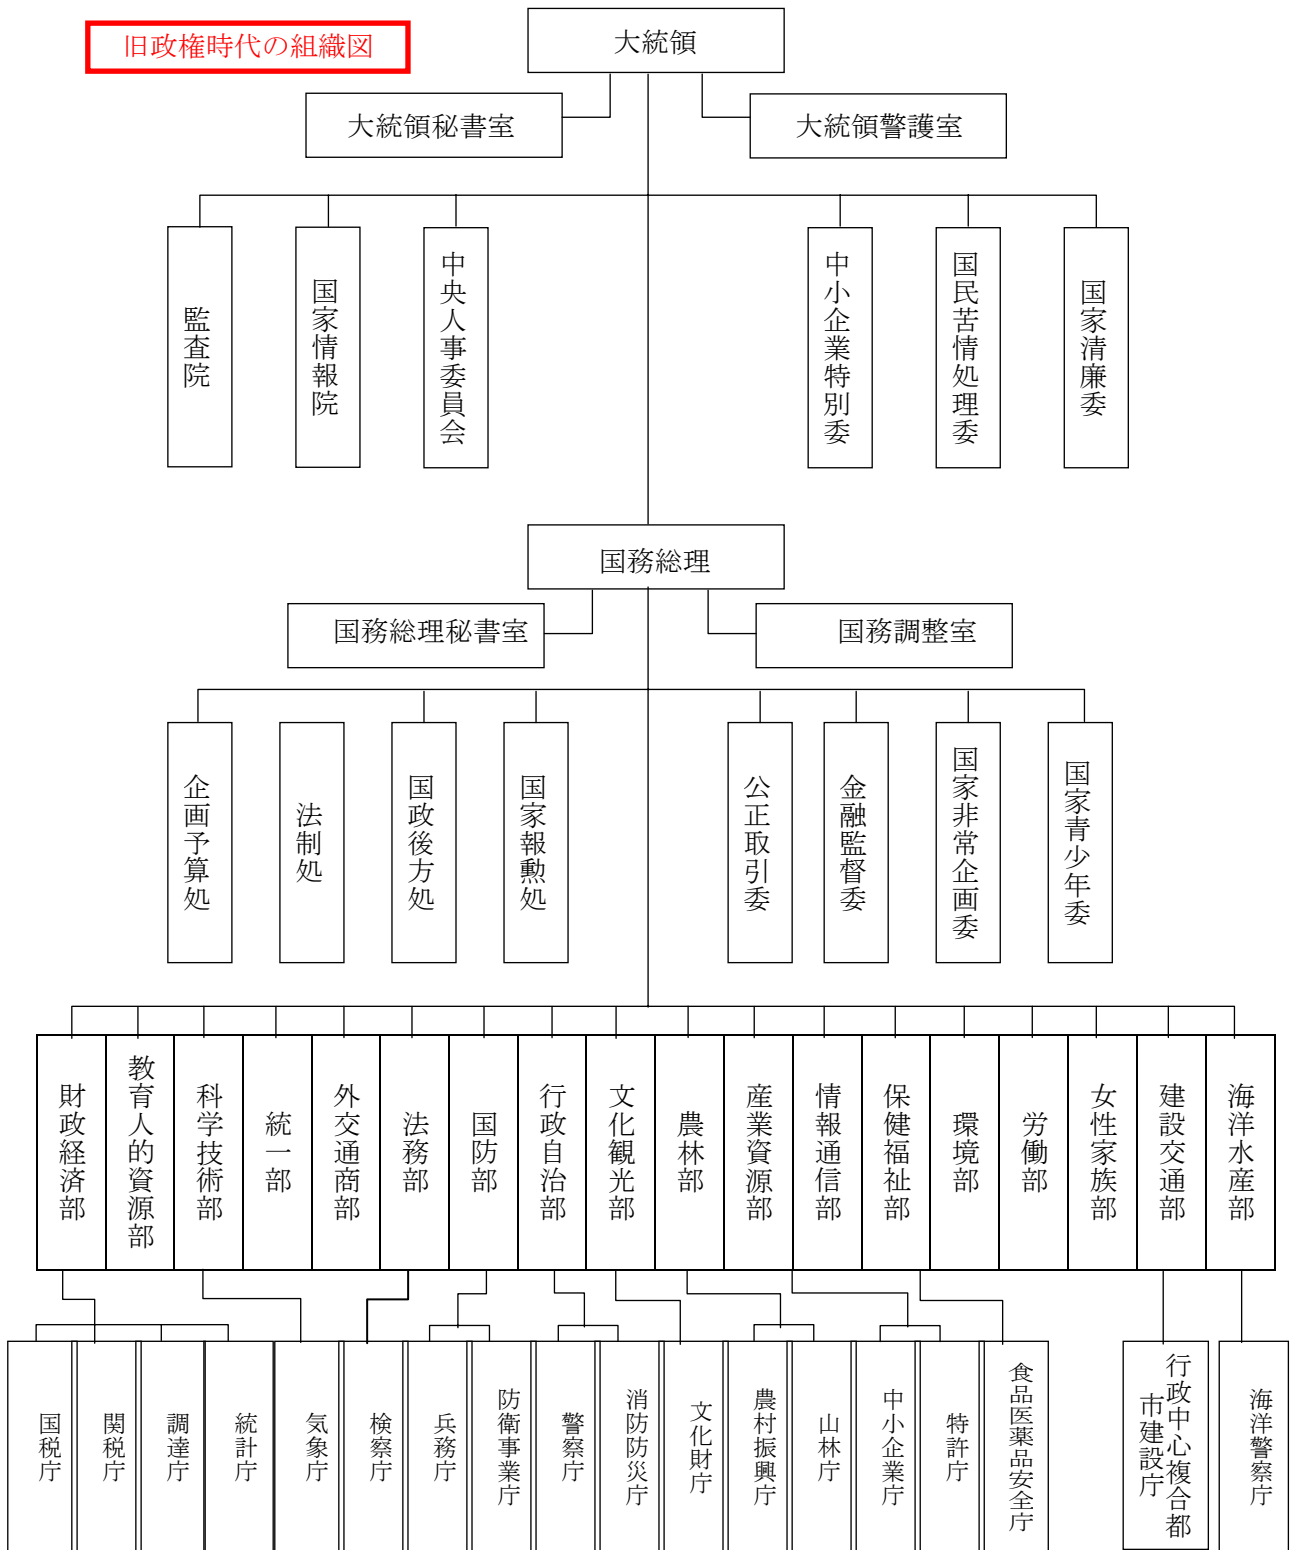 旧政権時代の組織図
大統領
大統領秘書室
大統領警護室
監査院
国家情報院
中央人事委員会
中小企業特別委
国民苦情処理委
国家清廉委
国務総理
国務総理秘書室
国務調整室
企画予算処
法制処
国政後方処
国家報勲処
公正取引委
金融監督委
国家非常企画委
国家青少年委
財政経済部
教育人的資源部
科学技術部
統一部
外交通商部
法務部
国防部
行政自治部
文化観光部
農林部
産業資源部
情報通信部
保健福祉部
環境部
労働部
女性家族部
建設交通部
海洋水産部
国税庁
関税庁
調達庁
統計庁
気象庁
検察庁
兵務庁
防衛事業庁
警察庁
消防防災庁
文化財庁
農村振興庁
山林庁
中小企業庁
特許庁
食品医薬品安全庁
行政中心複合都
市建設庁
海洋警察庁